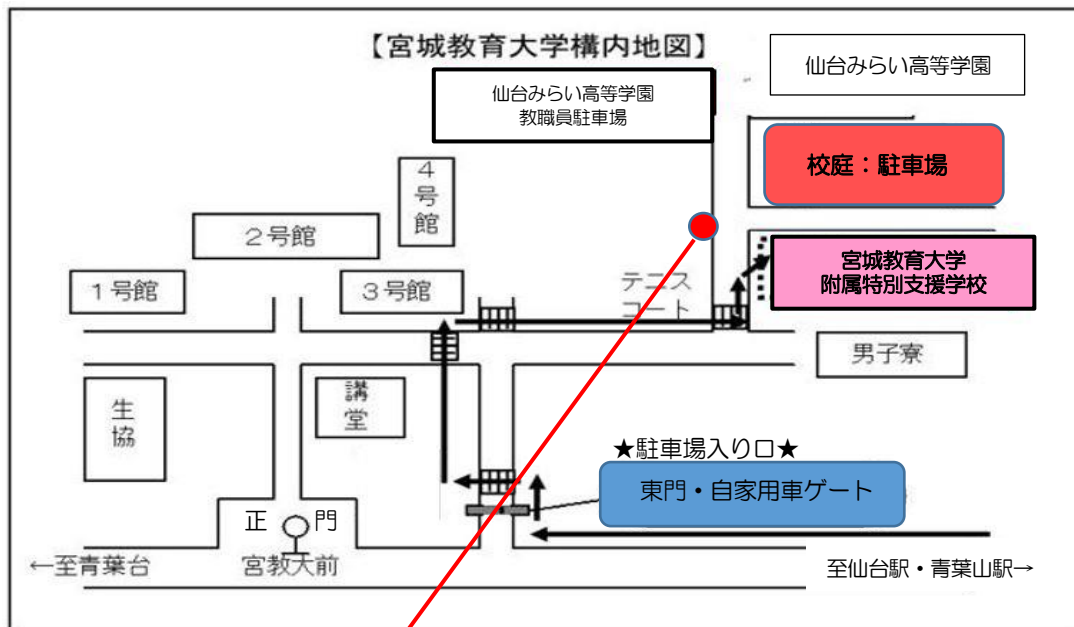 【宮城教育大学構内地図】
仙台みらい高等学園
仙台みらい高等学園
教職員駐車場
校庭：駐車場
4号館
2号館
宮城教育大学
附属特別支援学校
1号館
3号館
テニス
コート
男子寮
生協
講堂
★駐車場入り口★
東門・自家用車ゲート
正門
←至青葉台
宮教大前
至仙台駅・青葉山駅→